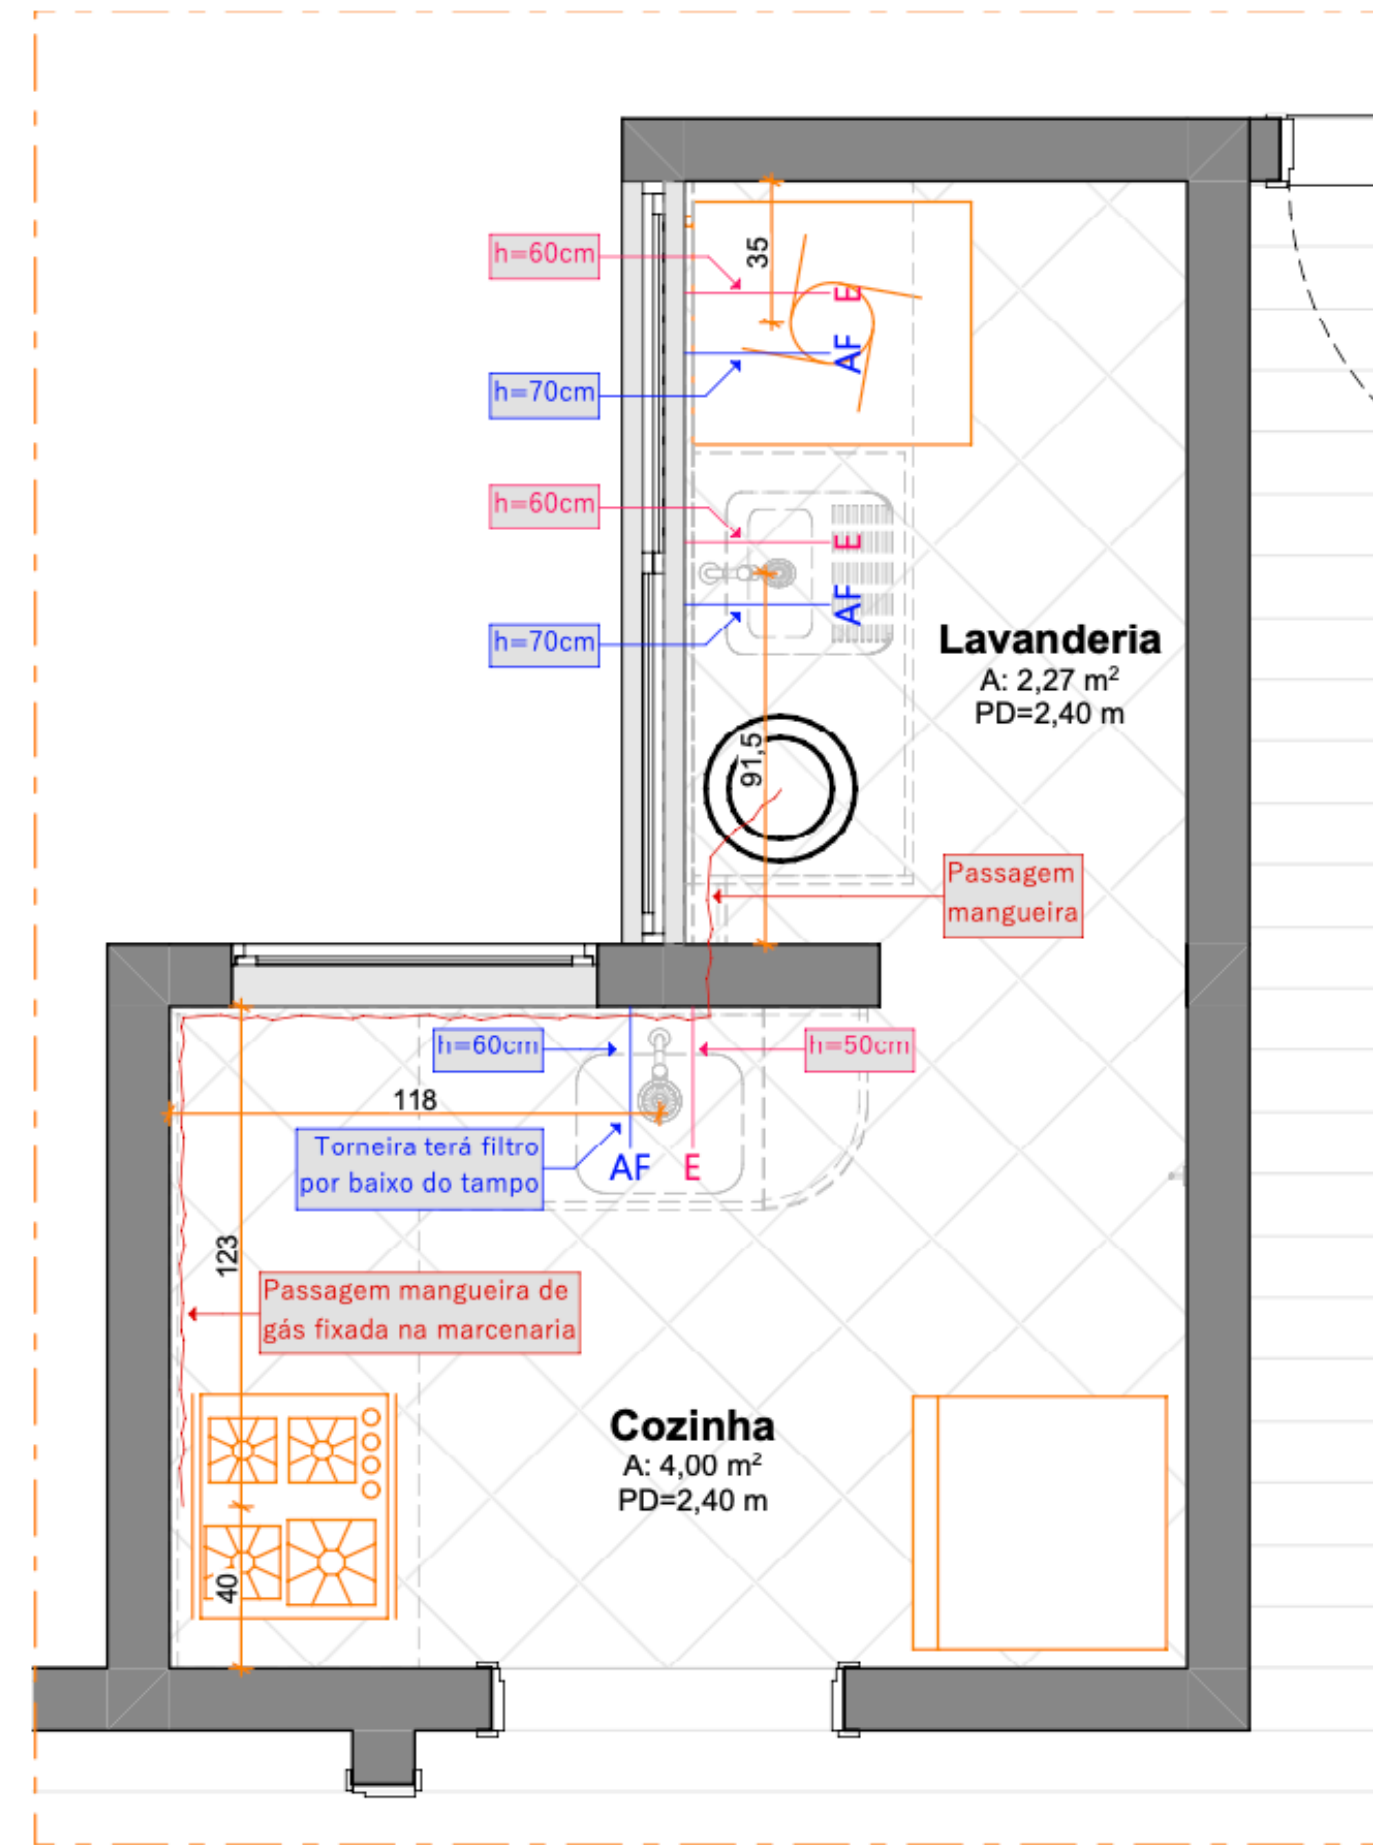 h=60cm
35
E
AF
h=70cm
h=60cm
E
AF
h=70cm
Lavanderia
A: 2,27 m²
PD=2,40 m
91,5
Passagem
mangueira
h=60cm
h=50cm
118
Torneira terá filtro
por baixo do tampo
AF
E
123
Passagem mangueira de
gás fixada na marcenaria
Cozinha
A: 4,00 m²
PD=2,40 m
40